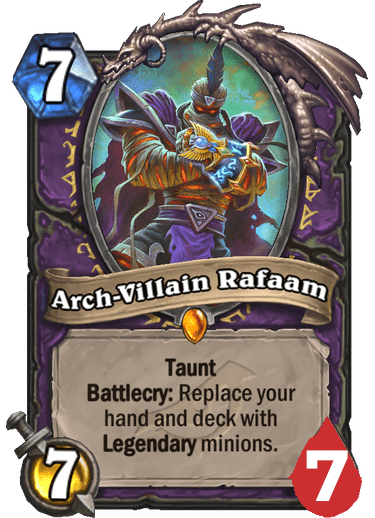 7
Arch-Villain Rafaam
Taunt
Battlecry: Replace your
hand and deck with
Legendary minions.
7
7